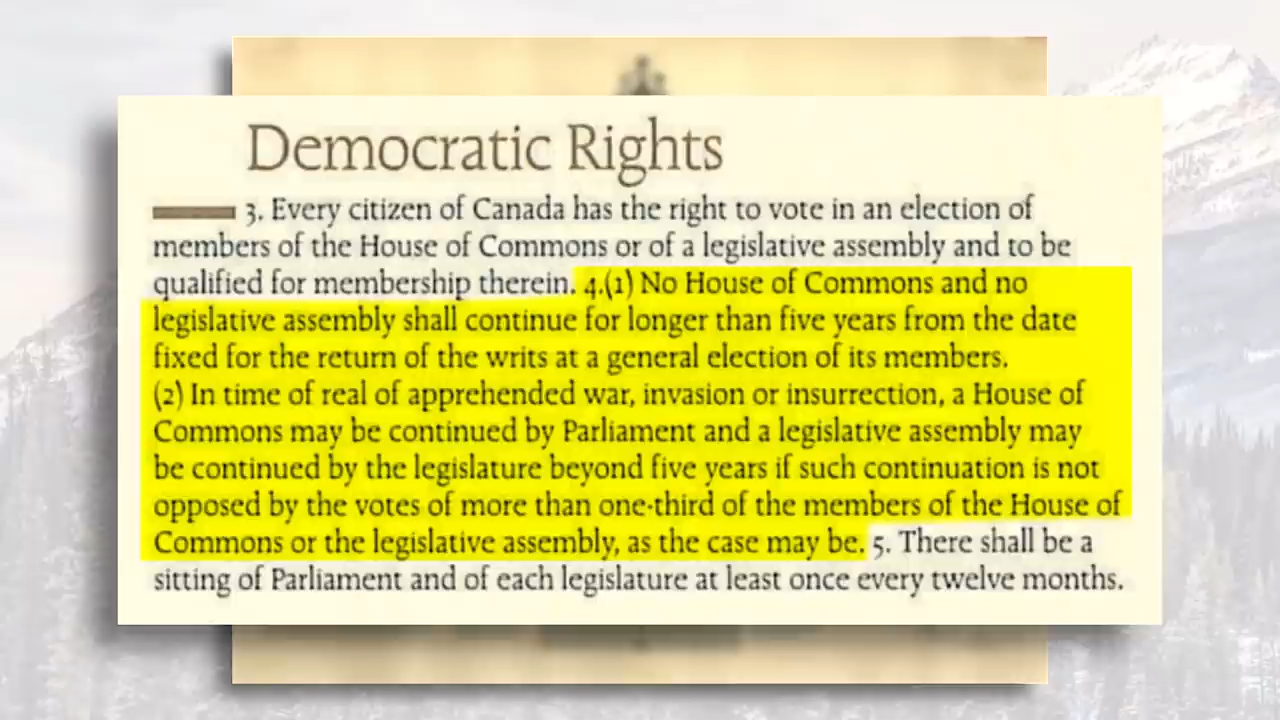 Democratic Rights
3. Every citizen of Canada has the right to vote in an election of
members of the House of Commons or of a legislative assembly and to be
qualified for membership therein. 4.(1) No House of Commons and no
legislative assembly shall continue for longer than five years from the date
fixed for the return of the writs at a general election of its members.
(2) In time of real of apprehended war, invasion or insurrection, a House of
Commons may be continued by Parliament and a legislative assembly may
be continued by the legislature beyond five years if such continuation is not
opposed by the votes of more than one-third of the members of the House of
Commons or the legislative assembly, as the case may be. 5. There shall be a
sitting of Parliament and of each legislature at least once every twelve months.